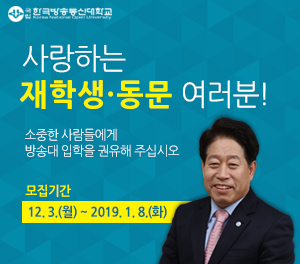 국립 한국방송통신대학교
Korea National Open University
사랑하는
재학생·동문 여러분!
소중한 사람들에게
방송대 입학을 권유해 주십시오
모집기간
12. 3.(월) ~ 2019. 1. 8.(화)